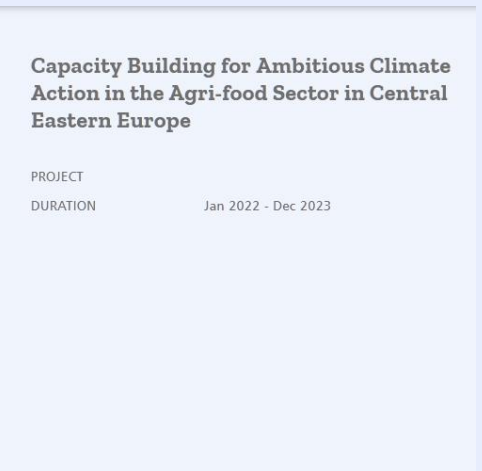 Capacity Building for Ambitious Climate
Action in the Agri-food Sector in Central
Eastern Europe
PROJECT
DURATION Jan 2022 - Dec 2023